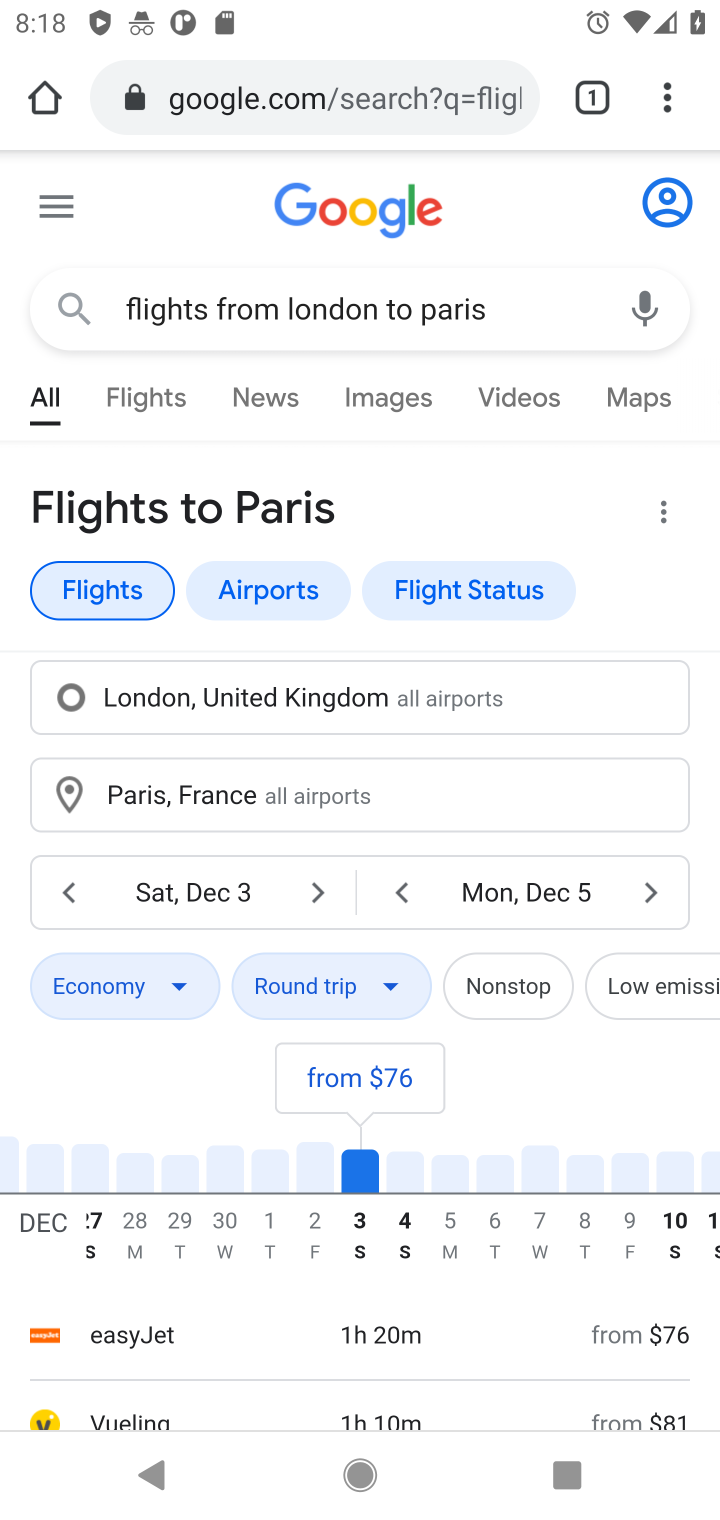 8:18
google.com/search?q=fligl
1
Google
flights from london to paris
All Flights News Images Videos Maps
Flights to Paris
Flights Airports Flight Status
London, United Kingdom all airports
Paris, France all airports
Sat, Dec 3 Mon, Dec 5
Economy Round trip Nonstop Low emissi
from $76
DEC 27 28 29 30 1 2 3 4 5 6 7 8 9 10 1
S M T W T F S S M T W T F S S
easyJet easyJet 1h 20m from $76
Vueling 1h 10m from $81